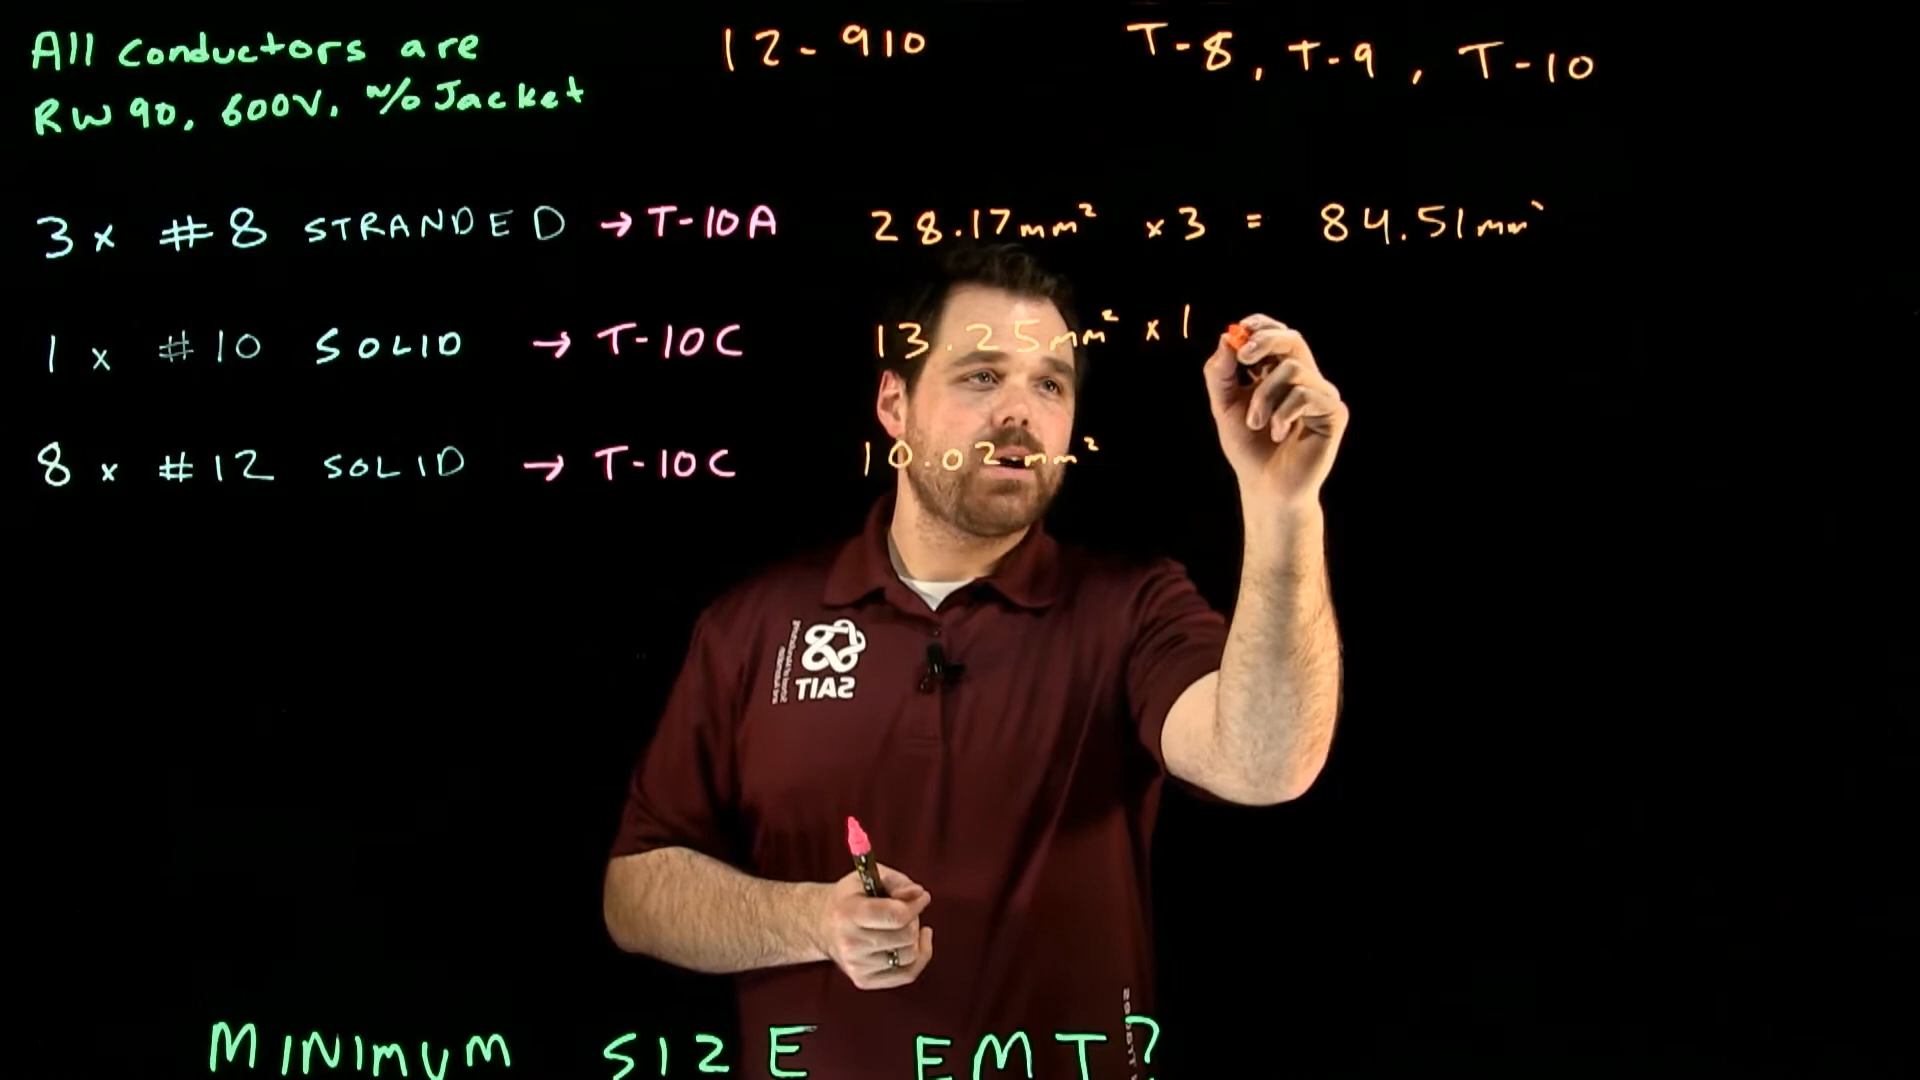 All conductors are
RW90, 600V, w/o Jacket
12-910
T-8, T-9, T-10
3x #8 STRANDED → T-10A 28.17mm² x3 = 84.51mm²
1 x #10 SOLID → T-10C 13.25mm² x 1
8 x #12 SOLID → T-10C 10.02mm²
SAIT
MINIMUM SIZE EMT?